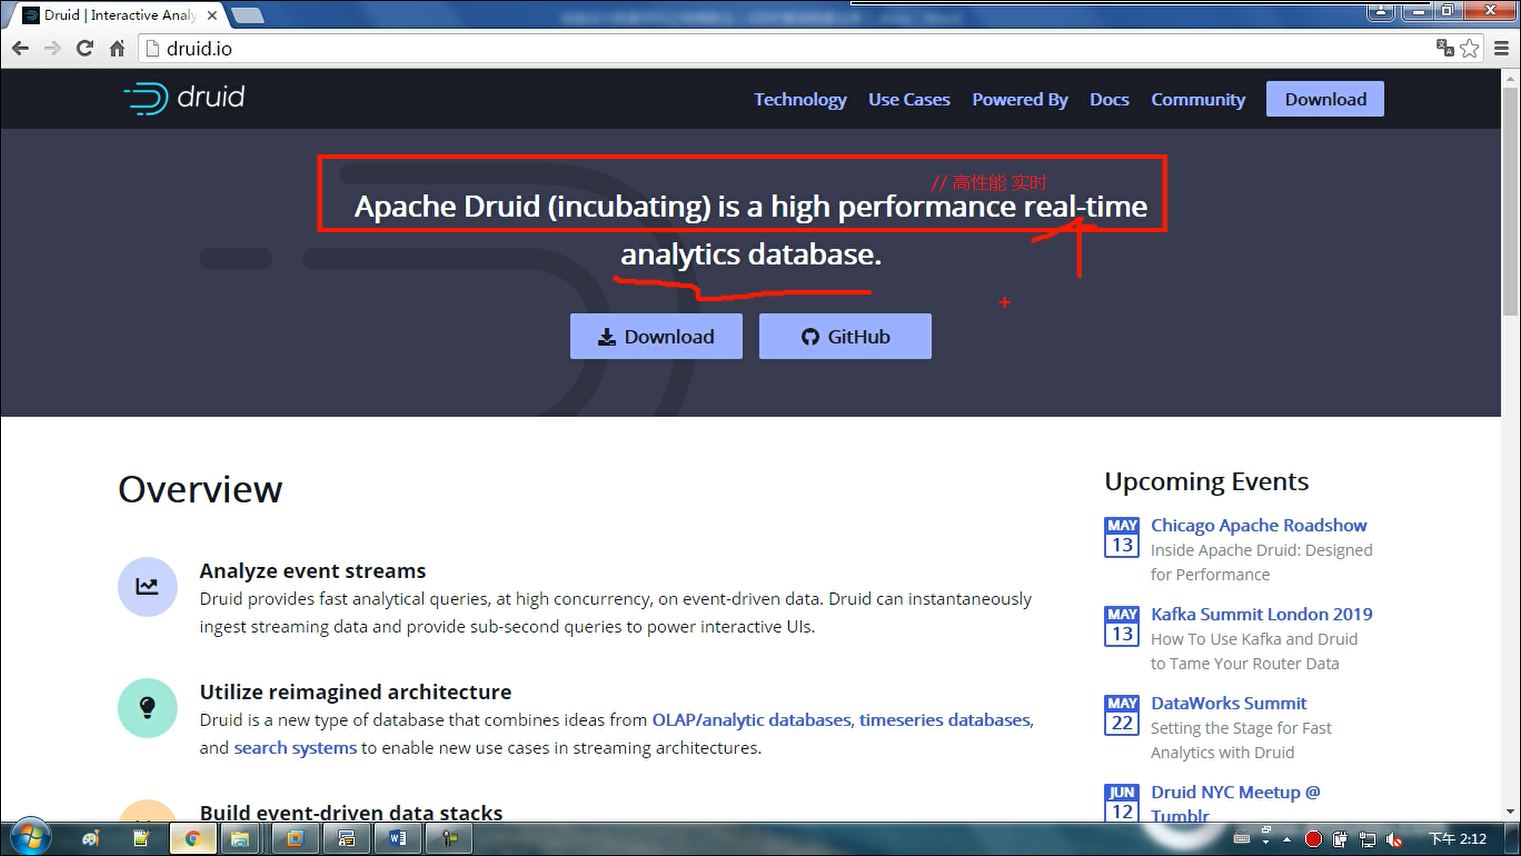 Druid | Interactive Analy
druid.io
druid
Technology Use Cases Powered By Docs Community Download
// 高性能 实时
Apache Druid (incubating) is a high performance real-time
analytics database.
Download GitHub
Overview
Analyze event streams
Druid provides fast analytical queries, at high concurrency, on event-driven data. Druid can instantaneously
ingest streaming data and provide sub-second queries to power interactive UIs.
Utilize reimagined architecture
Druid is a new type of database that combines ideas from OLAP/analytic databases, timeseries databases,
and search systems to enable new use cases in streaming architectures.
Build event-driven data stacks
Upcoming Events
MAY
13
Chicago Apache Roadshow
Inside Apache Druid: Designed
for Performance
MAY
13
Kafka Summit London 2019
How To Use Kafka and Druid
to Tame Your Router Data
MAY
22
DataWorks Summit
Setting the Stage for Fast
Analytics with Druid
JUN
12
Druid NYC Meetup @
Tumblr
下午 2:12